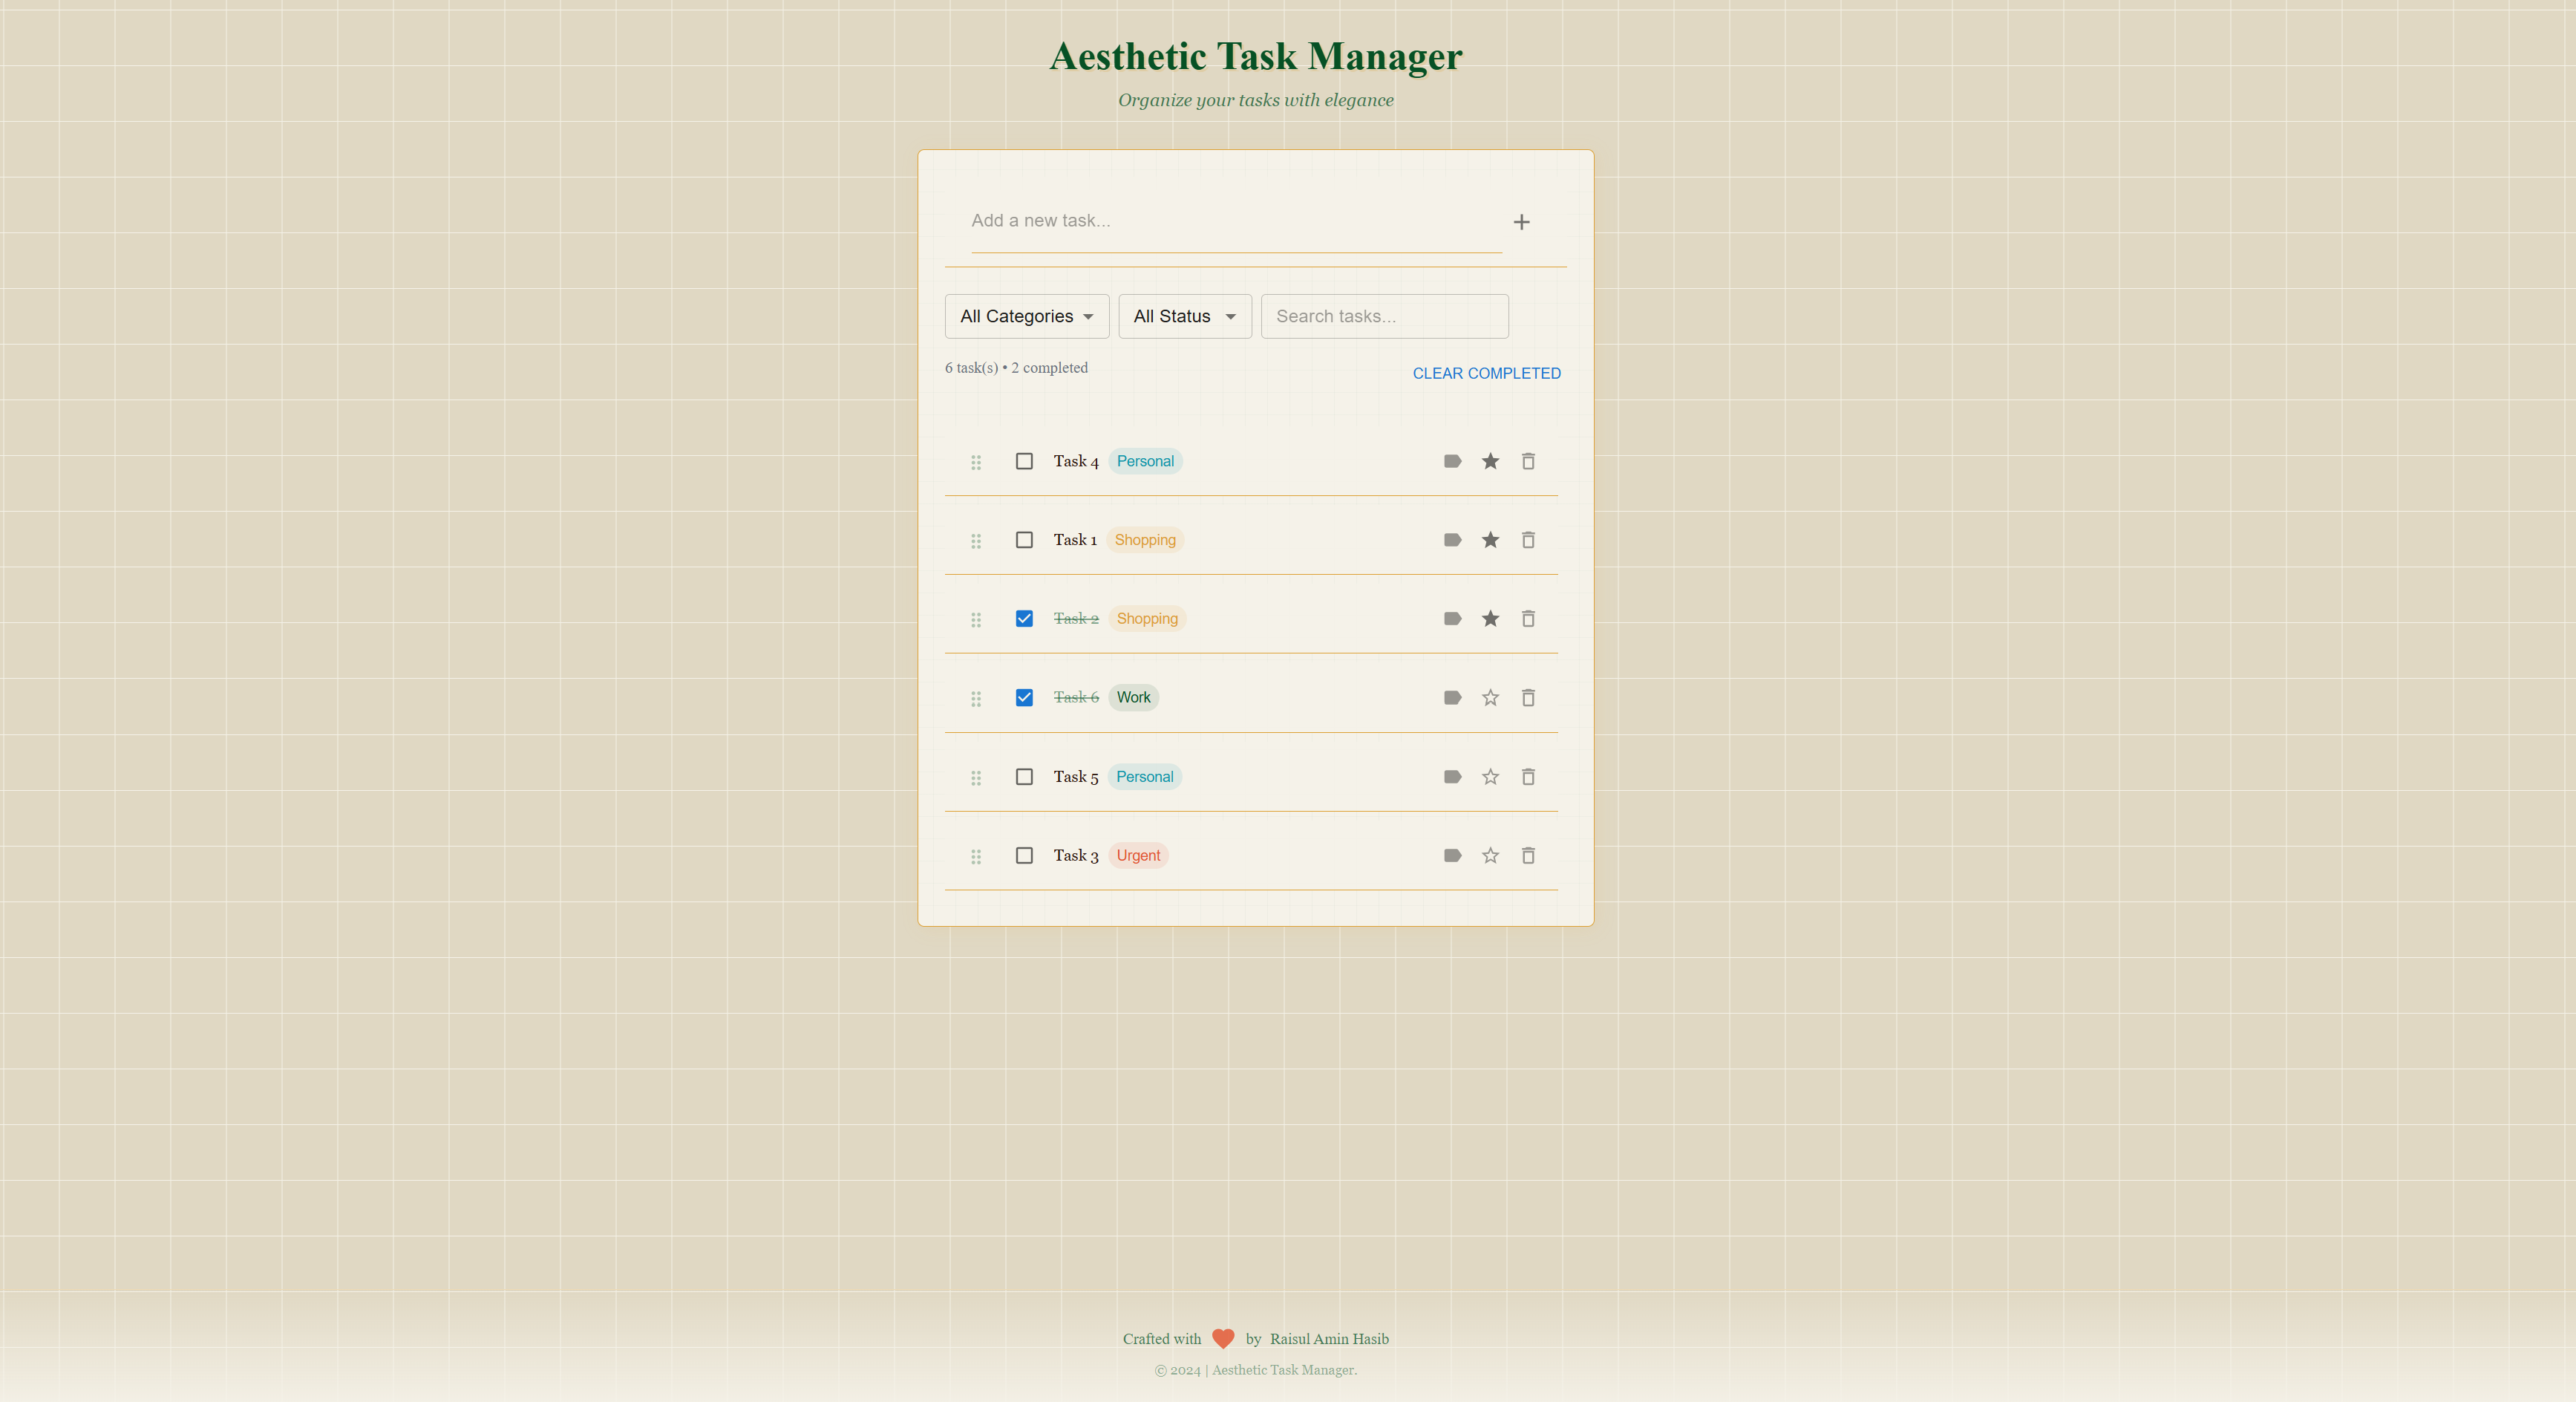 Aesthetic Task Manager
Organize your tasks with elegance
Add a new task...
All Categories All Status Search tasks...
6 task(s) • 2 completed CLEAR COMPLETED
Task 4 Personal
Task 1 Shopping
Task 2 Shopping
Task 6 Work
Task 5 Personal
Task 3 Urgent
Crafted with by Raisul Amin Hasib
© 2024 | Aesthetic Task Manager.